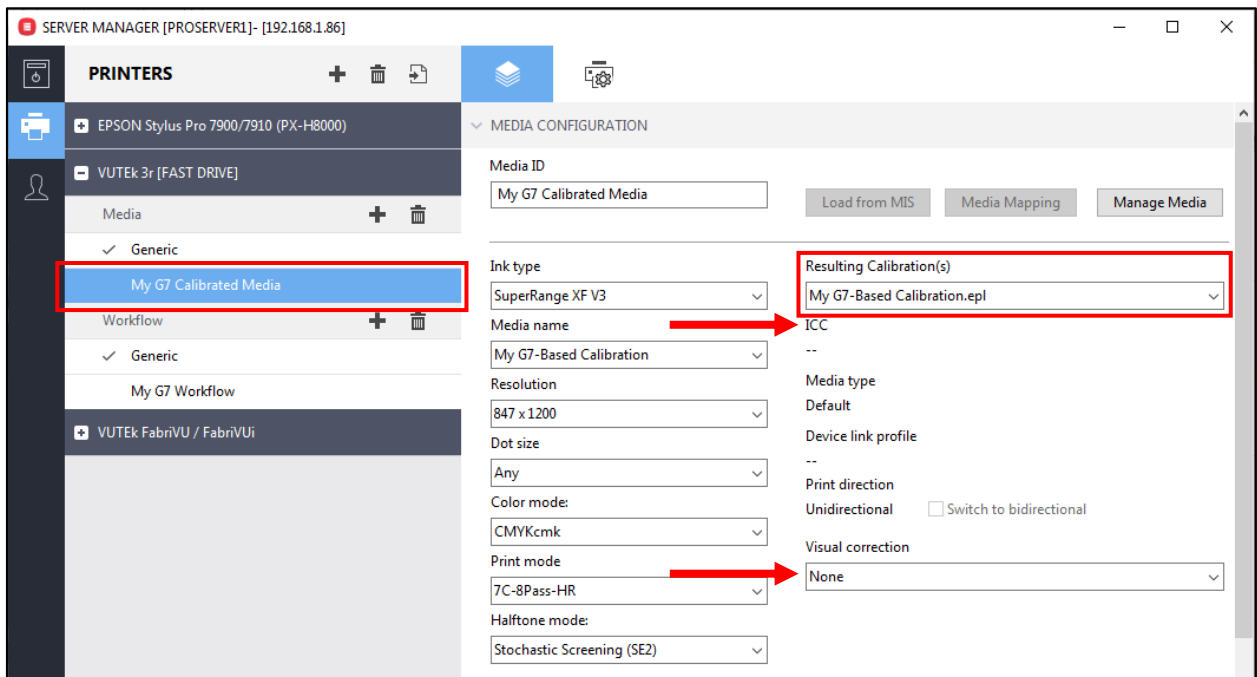 SERVER MANAGER [PROSERVER1]- [192.168.1.86]
PRINTERS
EPSON Stylus Pro 7900/7910 (PX-H8000)
VUTEk 3r [FAST DRIVE]
Media
Generic
My G7 Calibrated Media
Workflow
Generic
My G7 Workflow
VUTEk FabriVU / FabriVUi
MEDIA CONFIGURATION
Media ID
My G7 Calibrated Media
Load from MIS
Media Mapping
Manage Media
Ink type
SuperRange XF V3
Media name
My G7-Based Calibration
Resolution
847 x 1200
Dot size
Any
Color mode:
CMYKcmk
Print mode
7C-8Pass-HR
Halftone mode:
Stochastic Screening (SE2)
Resulting Calibration(s)
My G7-Based Calibration.epl
ICC
--
Media type
Default
Device link profile
--
Print direction
Unidirectional Switch to bidirectional
Visual correction
None